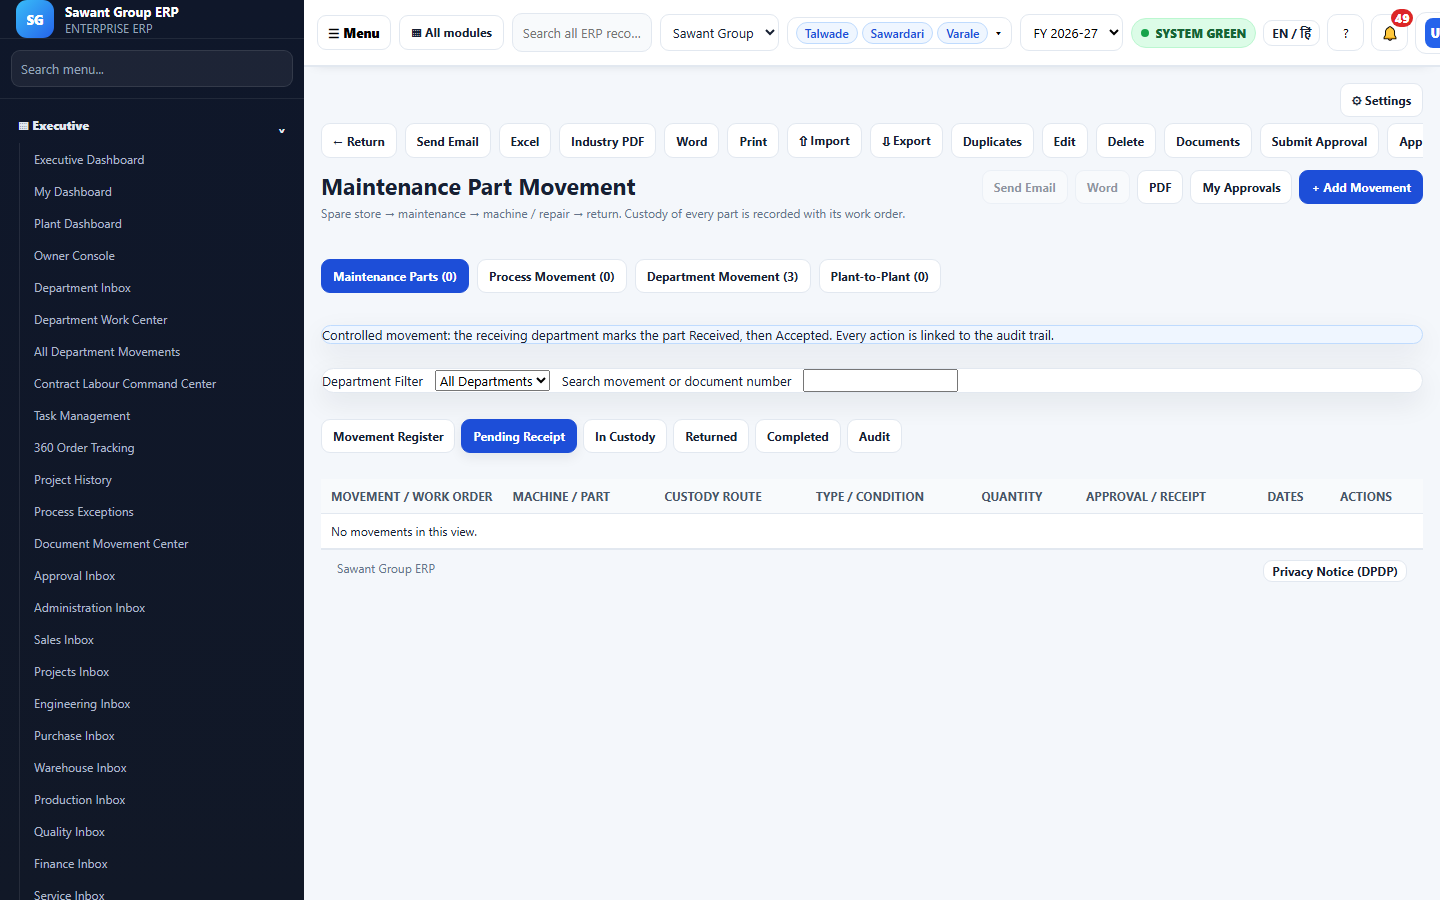 SG
Sawant Group ERP
ENTERPRISE ERP
Search menu...
Executive
Executive Dashboard
My Dashboard
Plant Dashboard
Owner Console
Department Inbox
Department Work Center
All Department Movements
Contract Labour Command Center
Task Management
360 Order Tracking
Project History
Process Exceptions
Document Movement Center
Approval Inbox
Administration Inbox
Sales Inbox
Projects Inbox
Engineering Inbox
Purchase Inbox
Warehouse Inbox
Production Inbox
Quality Inbox
Finance Inbox
Service Inbox
☰ Menu
All modules
Search all ERP reco...
Sawant Group
Talwade Sawardari Varale
FY 2026-27
SYSTEM GREEN
EN / हिं
?
49
U
⚙ Settings
← Return
Send Email
Excel
Industry PDF
Word
Print
⇧ Import
⇩ Export
Duplicates
Edit
Delete
Documents
Submit Approval
App
Maintenance Part Movement
Send Email
Word
PDF
My Approvals
+ Add Movement
Spare store → maintenance → machine / repair → return. Custody of every part is recorded with its work order.
Maintenance Parts (0)
Process Movement (0)
Department Movement (3)
Plant-to-Plant (0)
Controlled movement: the receiving department marks the part Received, then Accepted. Every action is linked to the audit trail.
Department Filter All Departments Search movement or document number
Movement Register
Pending Receipt
In Custody
Returned
Completed
Audit
MOVEMENT / WORK ORDER MACHINE / PART CUSTODY ROUTE TYPE / CONDITION QUANTITY APPROVAL / RECEIPT DATES ACTIONS
No movements in this view.
Sawant Group ERP
Privacy Notice (DPDP)